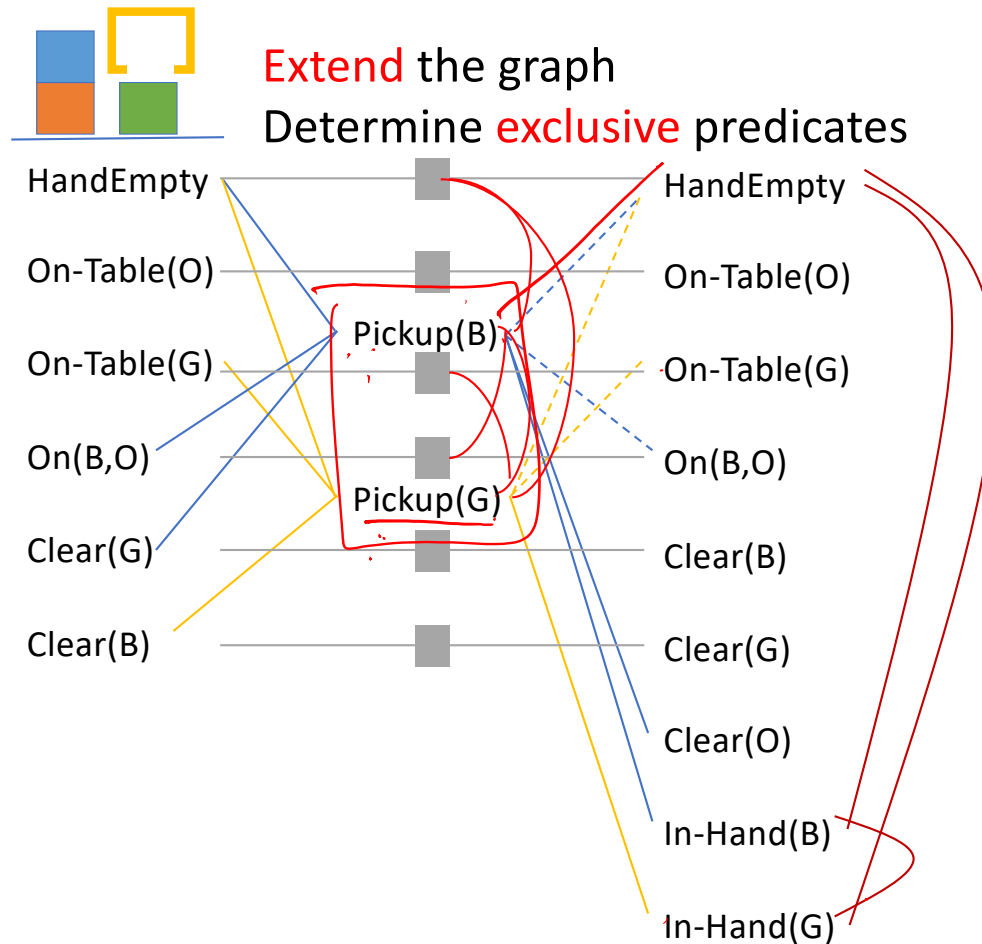 Extend the graph
Determine exclusive predicates
HandEmpty
HandEmpty
On-Table(O)
On-Table(O)
Pickup(B)
On-Table(G)
On-Table(G)
On(B,O)
On(B,O)
Pickup(G)
Clear(G)
Clear(B)
Clear(B)
Clear(G)
Clear(O)
In-Hand(B)
In-Hand(G)